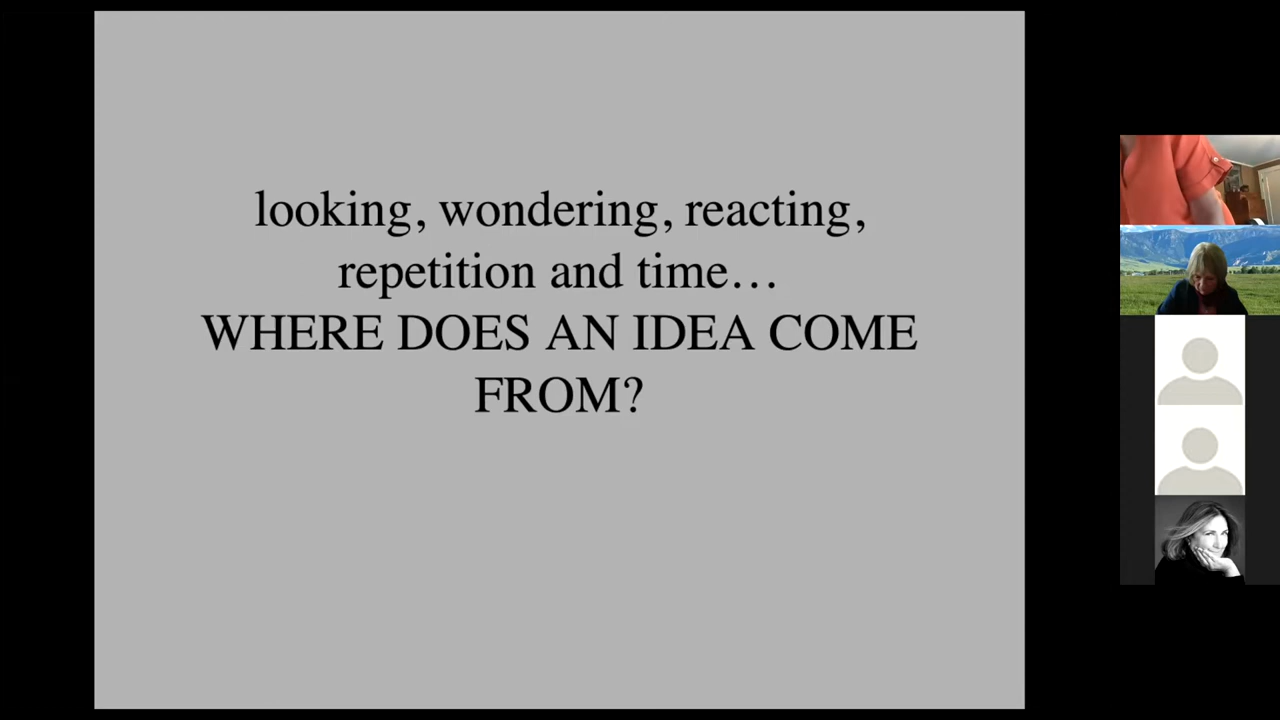 looking, wondering, reacting,
repetition and time…
WHERE DOES AN IDEA COME
FROM?